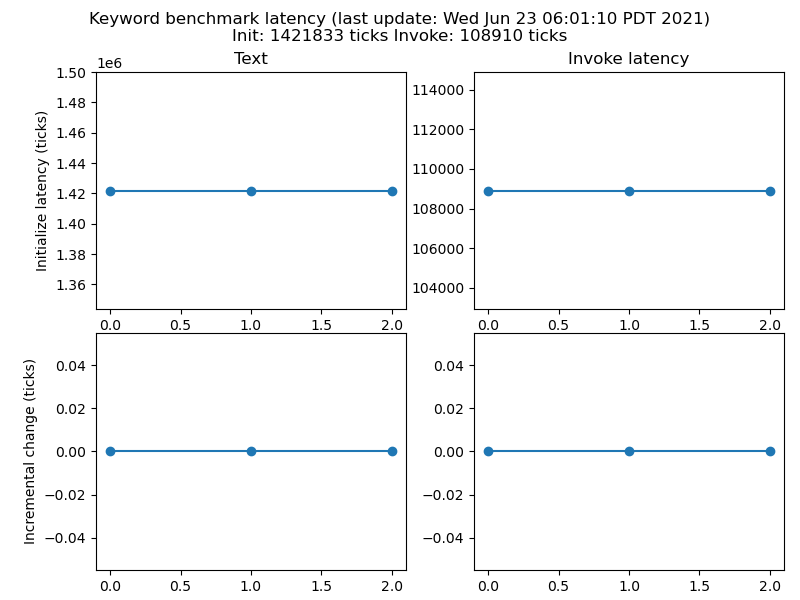 Keyword benchmark latency (last update: Wed Jun 23 06:01:10 PDT 2021)
Init: 1421833 ticks Invoke: 108910 ticks
Text
Invoke latency
1e6
1.50
1.48
1.46
1.44
1.42
1.40
1.38
1.36
Initialize latency (ticks)
0.0 0.5 1.0 1.5 2.0
114000
112000
110000
108000
106000
104000
0.0 0.5 1.0 1.5 2.0
Incremental change (ticks)
0.04
0.02
0.00
−0.02
−0.04
0.0 0.5 1.0 1.5 2.0
0.04
0.02
0.00
−0.02
−0.04
0.0 0.5 1.0 1.5 2.0